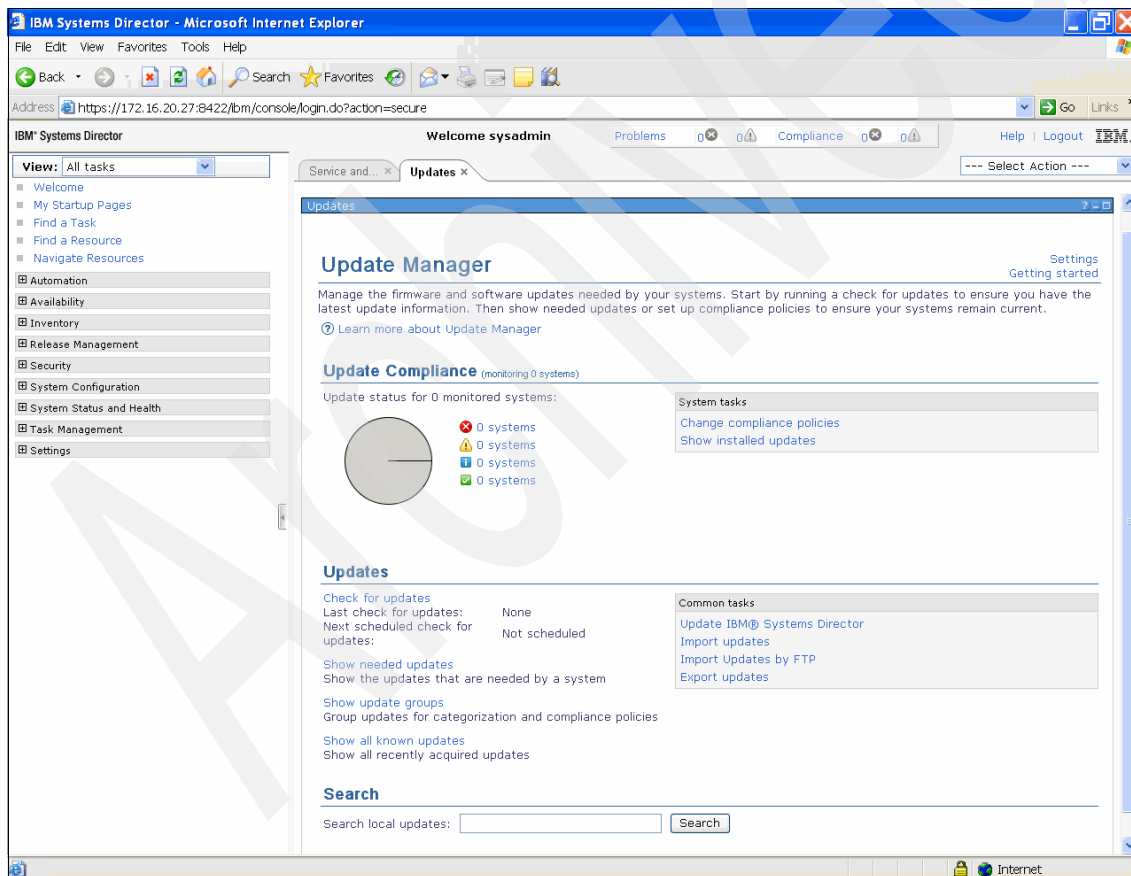 IBM Systems Director - Microsoft Internet Explorer
File Edit View Favorites Tools Help
Back Search Favorites
Address https://172.16.20.27:8422/ibm/console/login.do?action=secure Go Links
IBM® Systems Director Welcome sysadmin Problems 0 0 Compliance 0 0 Help | Logout IBM.
View: All tasks
Service and... × Updates ×
--- Select Action ---
Welcome
My Startup Pages
Find a Task
Find a Resource
Navigate Resources
Automation
Availability
Inventory
Release Management
Security
System Configuration
System Status and Health
Task Management
Settings
Updates
Update Manager
Settings
Getting started
Manage the firmware and software updates needed by your systems. Start by running a check for updates to ensure you have the
latest update information. Then show needed updates or set up compliance policies to ensure your systems remain current.
Learn more about Update Manager
Update Compliance (monitoring 0 systems)
Update status for 0 monitored systems:
0 systems
0 systems
0 systems
0 systems
System tasks
Change compliance policies
Show installed updates
Updates
Check for updates
Last check for updates: None
Next scheduled check for
updates: Not scheduled
Show needed updates
Show the updates that are needed by a system
Show update groups
Group updates for categorization and compliance policies
Show all known updates
Show all recently acquired updates
Common tasks
Update IBM® Systems Director
Import updates
Import Updates by FTP
Export updates
Search
Search local updates: Search
Internet